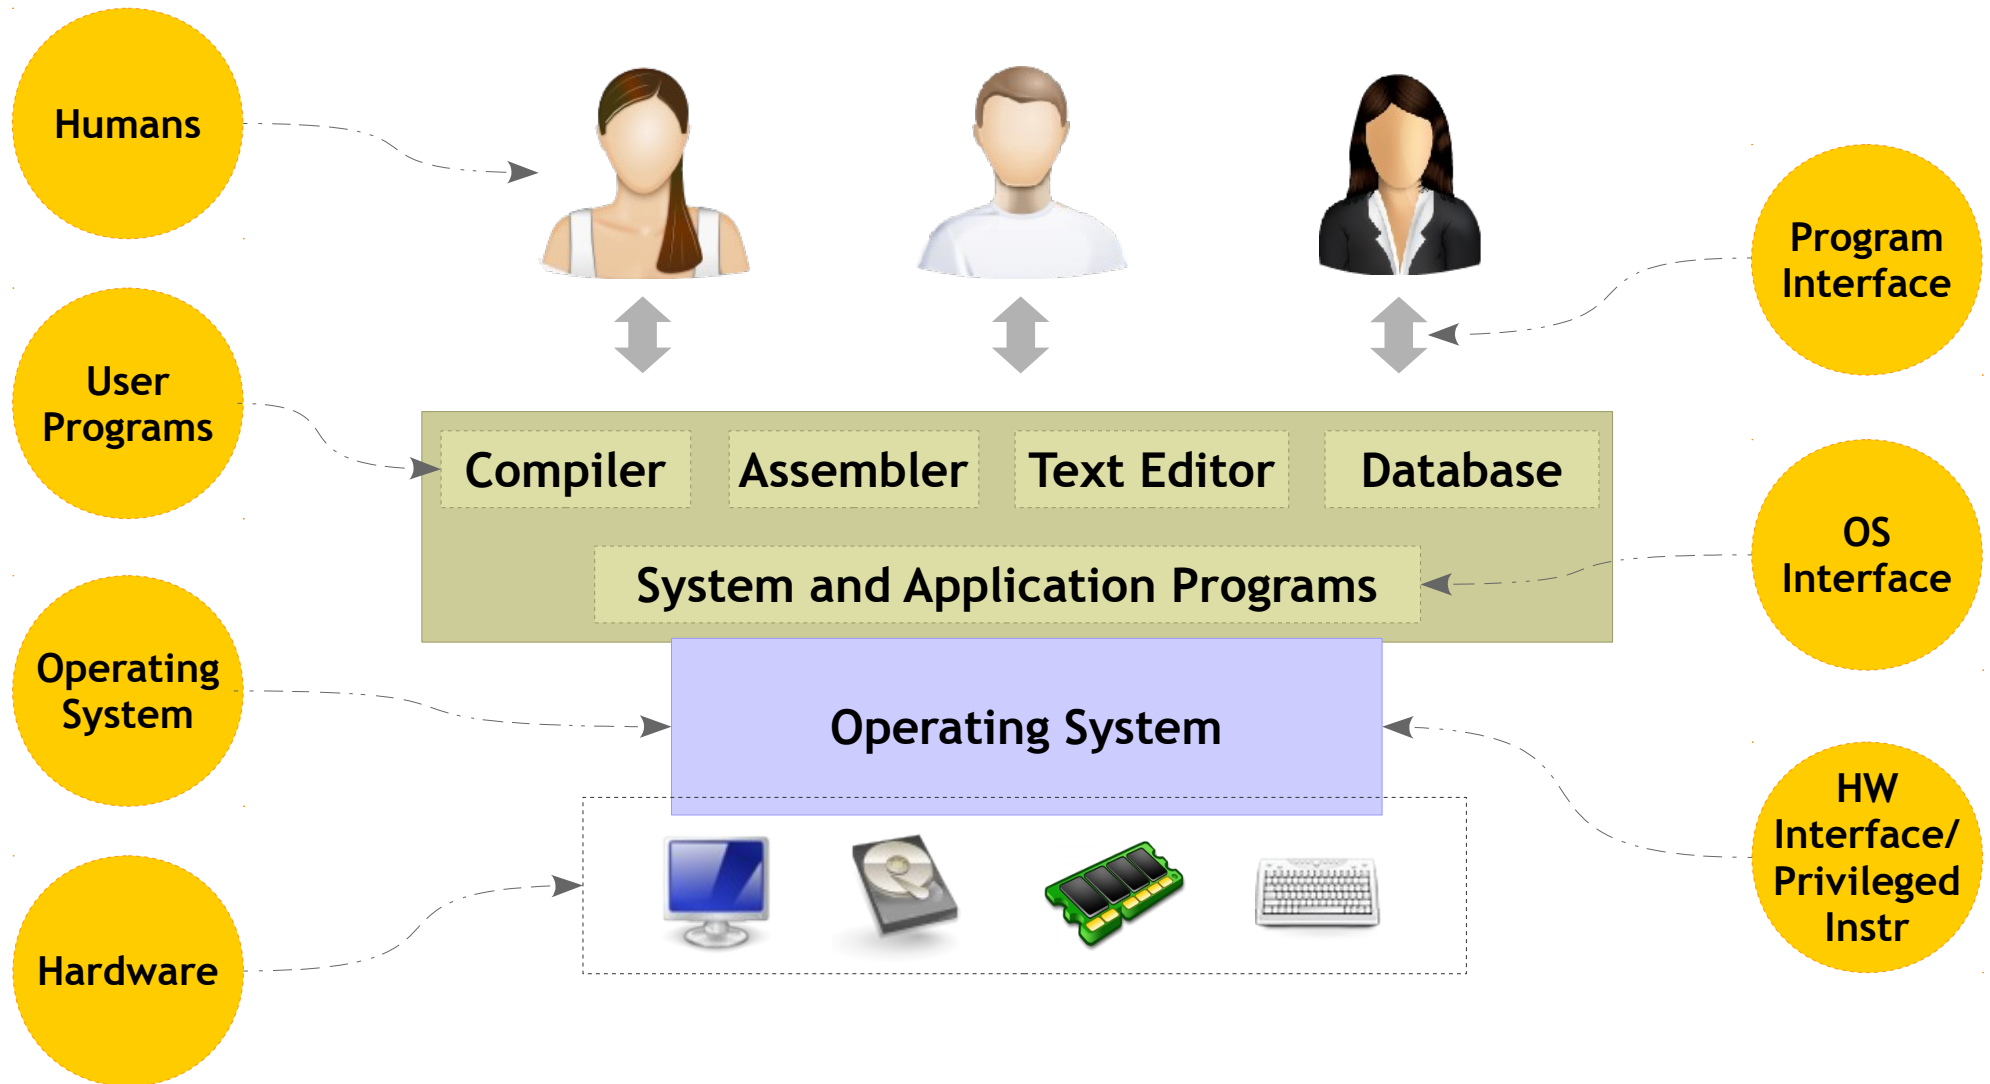 Humans
Program
Interface
User
Programs
Compiler
Assembler
Text Editor
Database
OS
Interface
System and Application Programs
Operating
System
Operating System
HW
Interface/
Privileged
Instr
Hardware